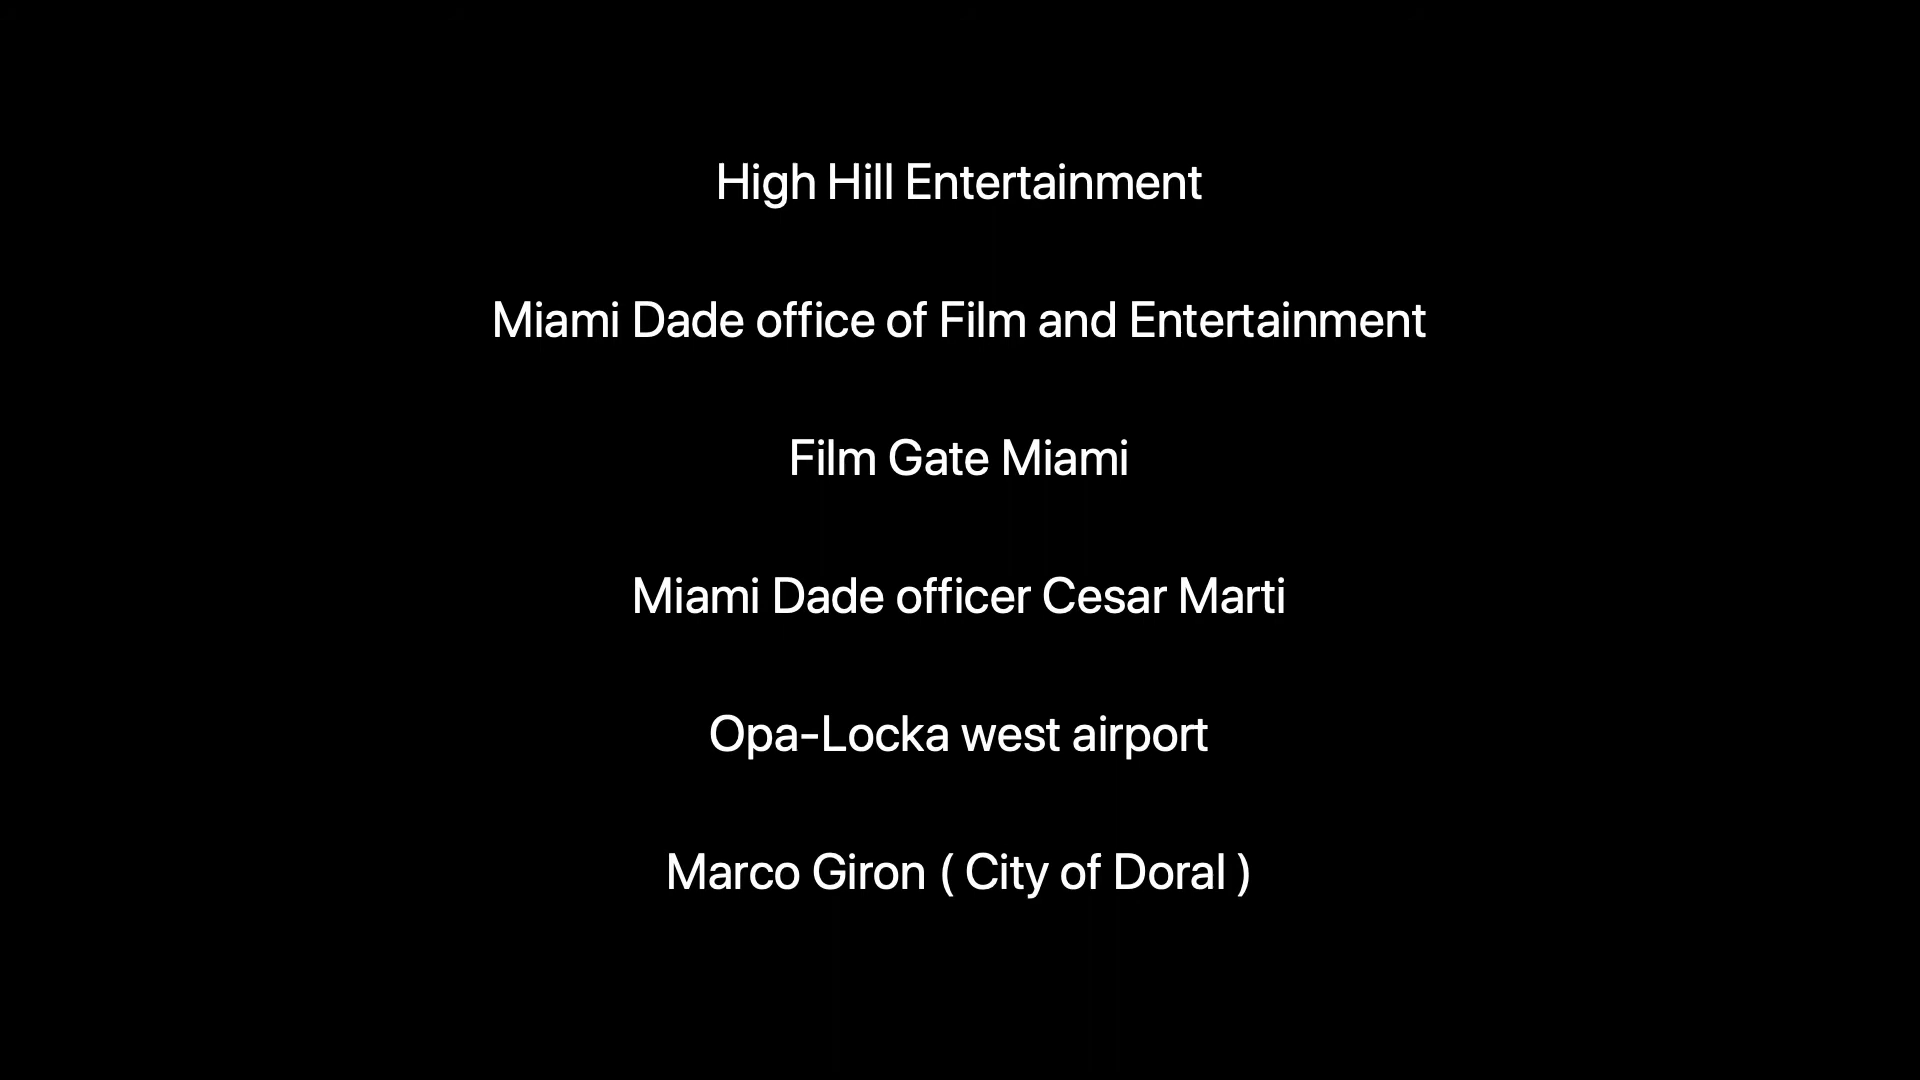 High Hill Entertainment
Miami Dade office of Film and Entertainment
Film Gate Miami
Miami Dade officer Cesar Marti
Opa-Locka west airport
Marco Giron ( City of Doral )